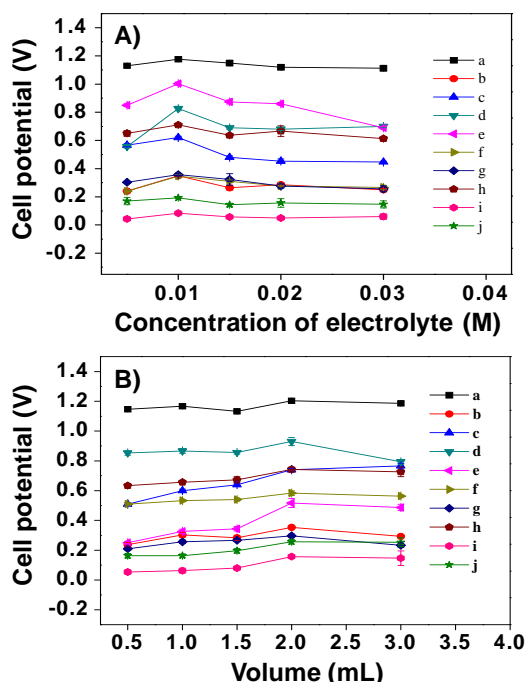 A)
Cell potential (V)
1.4
1.2
1.0
0.8
0.6
0.4
0.2
0.0
-0.2
a
b
c
d
e
f
g
h
i
j
0.01 0.02 0.03 0.04
Concentration of electrolyte (M)
B)
Cell potential (V)
1.4
1.2
1.0
0.8
0.6
0.4
0.2
0.0
-0.2
a
b
c
d
e
f
g
h
i
j
0.5 1.0 1.5 2.0 2.5 3.0 3.5 4.0
Volume (mL)